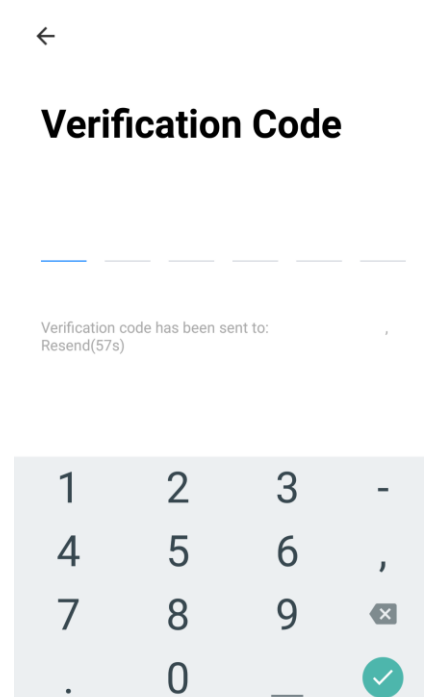 Verification Code
Verification code has been sent to: ,
Resend(57s)
1 2 3 -
4 5 6 ,
7 8 9
. 0 _